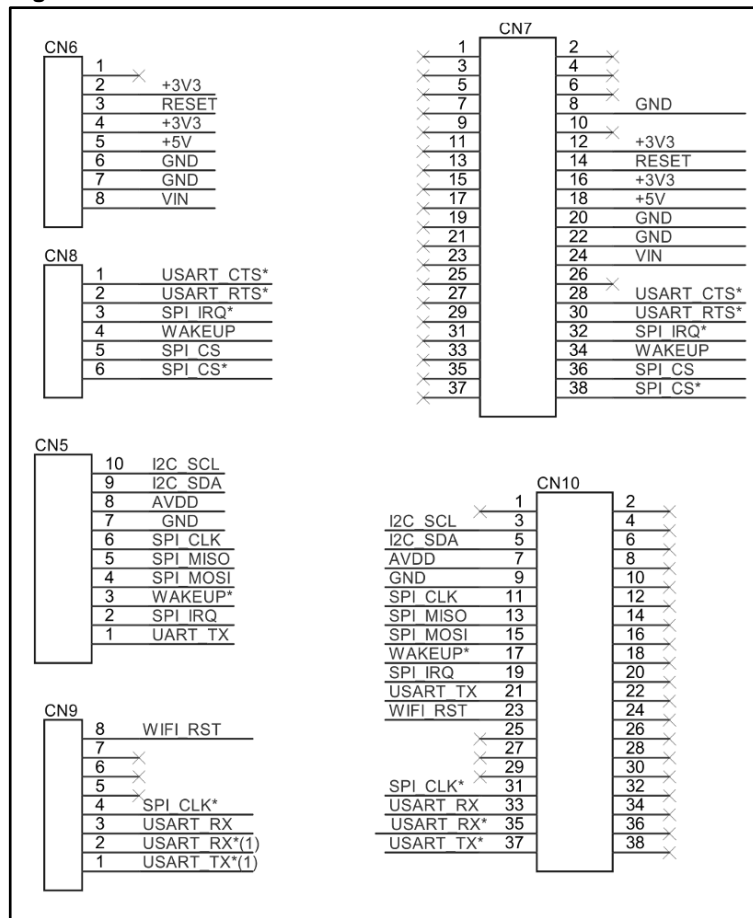 CN6
1
2 +3V3
3 RESET
4 +3V3
5 +5V
6 GND
7 GND
8 VIN
CN8
1 USART_CTS*
2 USART_RTS*
3 SPI_IRQ*
4 WAKEUP
5 SPI_CS
6 SPI_CS*
CN5
10 I2C_SCL
9 I2C_SDA
8 AVDD
7 GND
6 SPI_CLK
5 SPI_MISO
4 SPI_MOSI
3 WAKEUP*
2 SPI_IRQ
1 UART_TX
CN9
8 WIFI_RST
7
6
5
4 SPI_CLK*
3 USART_RX
2 USART_RX*(1)
1 USART_TX*(1)
CN7
1 2
3 4
5 6
7 8 GND
9 10
11 12 +3V3
13 14 RESET
15 16 +3V3
17 18 +5V
19 20 GND
21 22 GND
23 24 VIN
25 26
27 28 USART_CTS*
29 30 USART_RTS*
31 32 SPI_IRQ*
33 34 WAKEUP
35 36 SPI_CS
37 38 SPI_CS*
CN10
1 2
I2C_SCL 3 4
I2C_SDA 5 6
AVDD 7 8
GND 9 10
SPI_CLK 11 12
SPI_MISO 13 14
SPI_MOSI 15 16
WAKEUP* 17 18
SPI_IRQ 19 20
USART_TX 21 22
WIFI_RST 23 24
25 26
27 28
29 30
SPI_CLK* 31 32
USART_RX 33 34
USART_RX* 35 36
USART_TX* 37 38